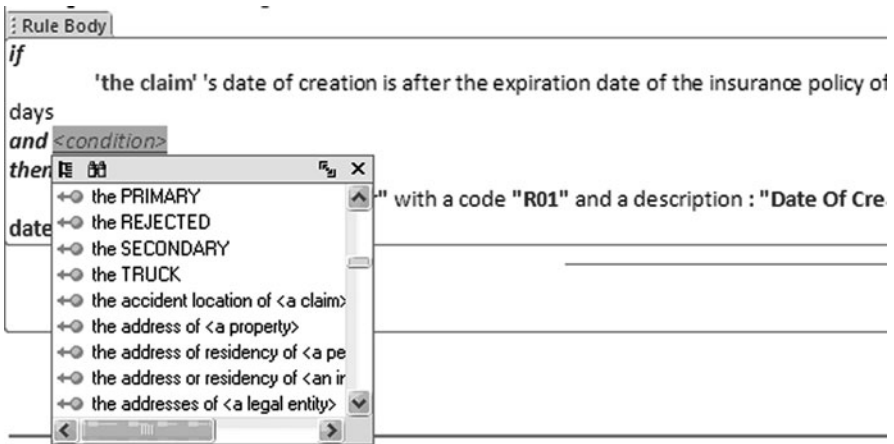 Rule Body
if
'the claim' 's date of creation is after the expiration date of the insurance policy of
days
and <condition>
then
the PRIMARY
" with a code "R01" and a description : "Date Of Cre
the REJECTED
date
the SECONDARY
the TRUCK
the accident location of <a claim>
the address of <a property>
the address of residency of <a pe
the address or residency of <an ir
the addresses of <a legal entity>